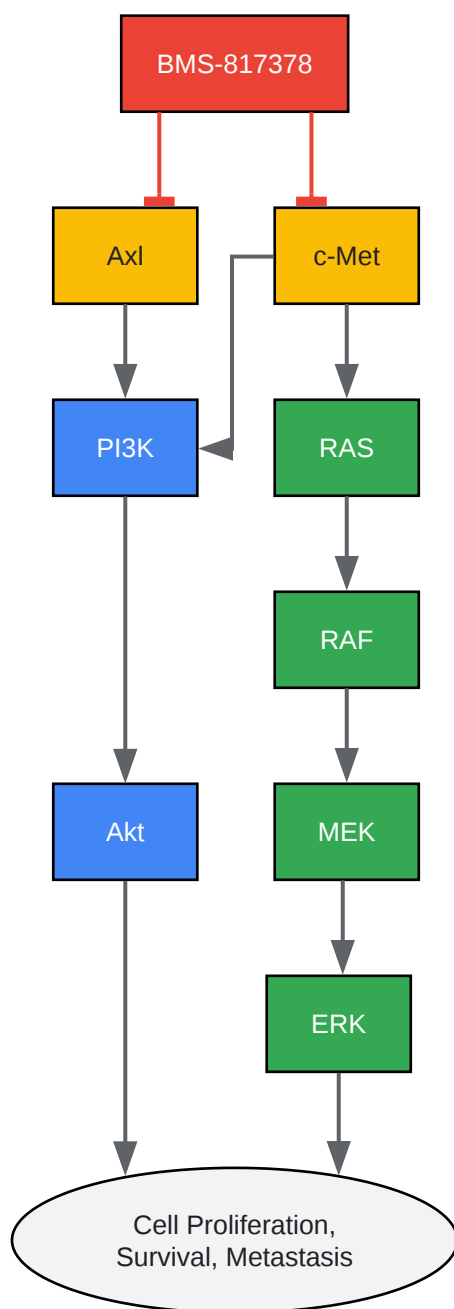 BMS-817378
Axl
c-Met
PI3K
RAS
RAF
Akt
MEK
ERK
Cell Proliferation,
Survival, Metastasis